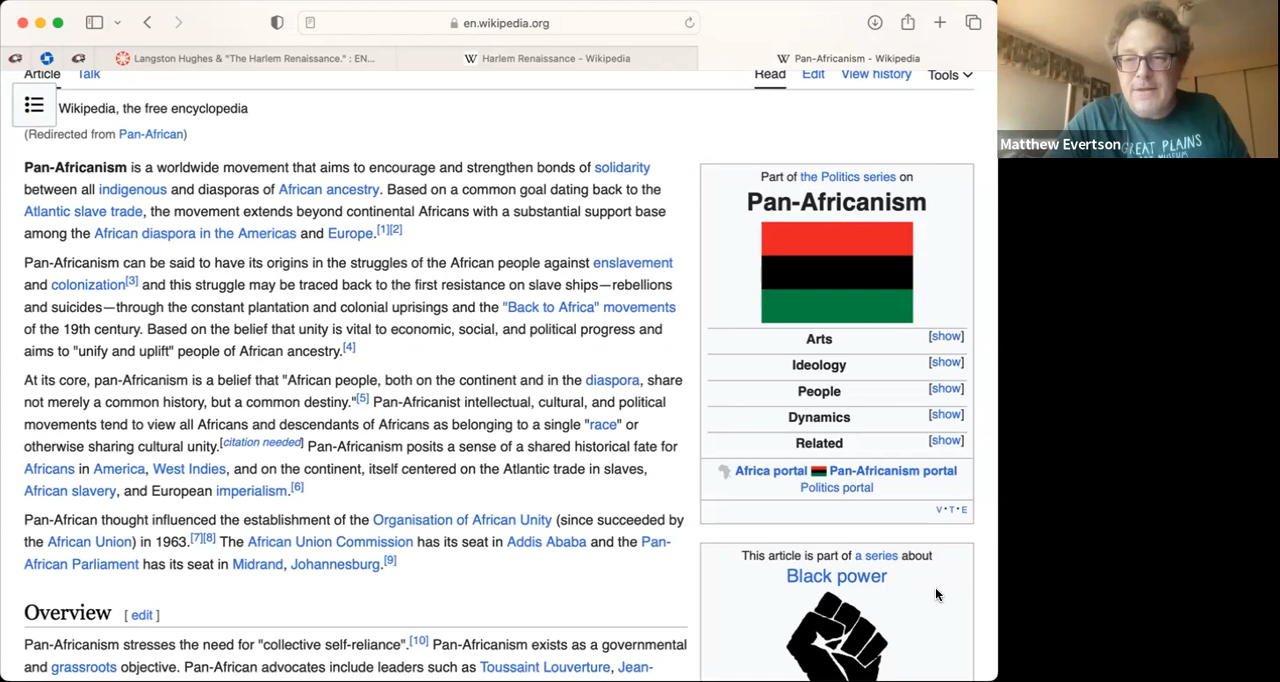 en.wikipedia.org
Langston Hughes & "The Harlem Renaissance." : EN...
Harlem Renaissance - Wikipedia
Pan-Africanism - Wikipedia
Article Talk
Read Edit View history Tools
Wikipedia, the free encyclopedia
(Redirected from Pan-African)
Pan-Africanism is a worldwide movement that aims to encourage and strengthen bonds of solidarity
between all indigenous and diasporas of African ancestry. Based on a common goal dating back to the
Atlantic slave trade, the movement extends beyond continental Africans with a substantial support base
among the African diaspora in the Americas and Europe.[1][2]
Pan-Africanism can be said to have its origins in the struggles of the African people against enslavement
and colonization[3] and this struggle may be traced back to the first resistance on slave ships—rebellions
and suicides—through the constant plantation and colonial uprisings and the "Back to Africa" movements
of the 19th century. Based on the belief that unity is vital to economic, social, and political progress and
aims to "unify and uplift" people of African ancestry.[4]
At its core, pan-Africanism is a belief that "African people, both on the continent and in the diaspora, share
not merely a common history, but a common destiny."[5] Pan-Africanist intellectual, cultural, and political
movements tend to view all Africans and descendants of Africans as belonging to a single "race" or
otherwise sharing cultural unity.[citation needed] Pan-Africanism posits a sense of a shared historical fate for
Africans in America, West Indies, and on the continent, itself centered on the Atlantic trade in slaves,
African slavery, and European imperialism.[6]
Pan-African thought influenced the establishment of the Organisation of African Unity (since succeeded by
the African Union) in 1963.[7][8] The African Union Commission has its seat in Addis Ababa and the Pan-
African Parliament has its seat in Midrand, Johannesburg.[9]
Overview [ edit ]
Pan-Africanism stresses the need for "collective self-reliance".[10] Pan-Africanism exists as a governmental
and grassroots objective. Pan-African advocates include leaders such as Toussaint Louverture, Jean-
Part of the Politics series on
Pan-Africanism
Arts [show]
Ideology [show]
People [show]
Dynamics [show]
Related [show]
Africa portal Pan-Africanism portal
Politics portal
V·T·E
This article is part of a series about
Black power
Matthew Evertson
GREAT PLAINS
MUSEUM